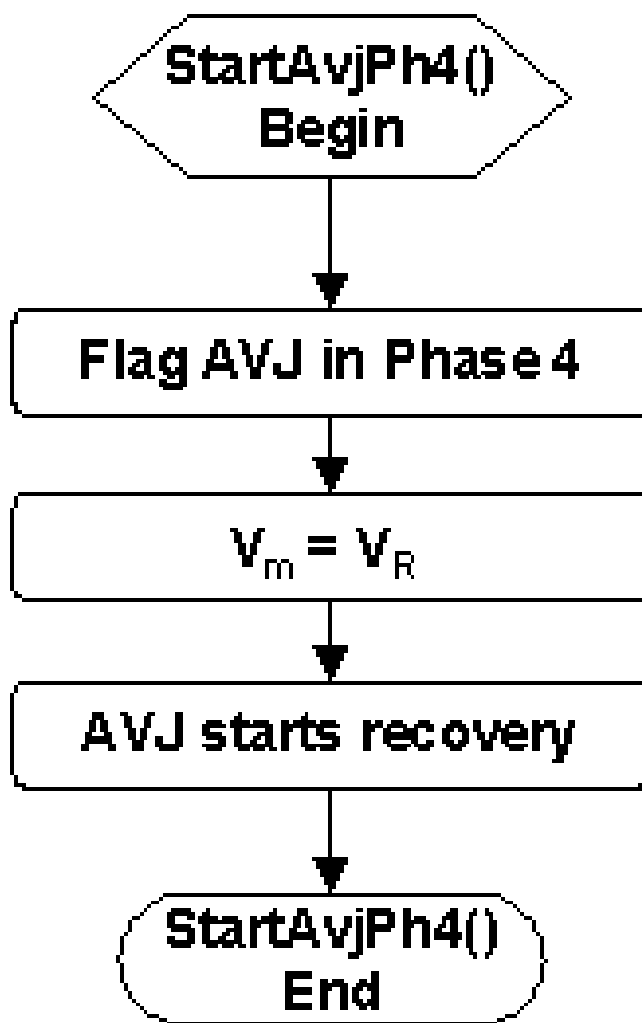 StartAvjPh4()
Begin
Flag AVJ in Phase 4
Vm = VR
AVJ starts recovery
StartAvjPh4()
End